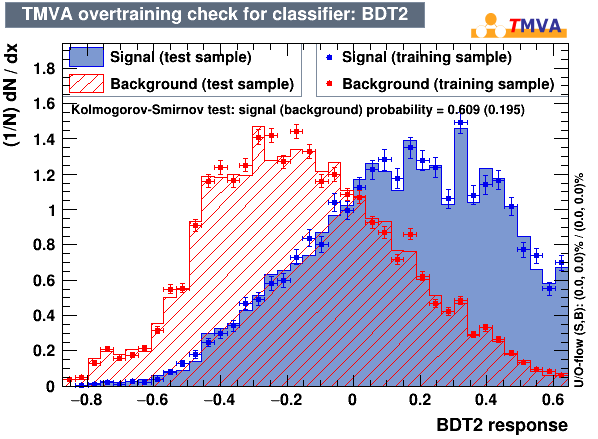 TMVA overtraining check for classifier: BDT2
TMVA
Signal (test sample)
Background (test sample)
Signal (training sample)
Background (training sample)
Kolmogorov-Smirnov test: signal (background) probability = 0.609 (0.195)
(1/N) dN / dx
1.8
1.6
1.4
1.2
1
0.8
0.6
0.4
0.2
0
−0.8 −0.6 −0.4 −0.2 0 0.2 0.4 0.6
BDT2 response
U/O-flow (S,B): (0.0, 0.0)% / (0.0, 0.0)%